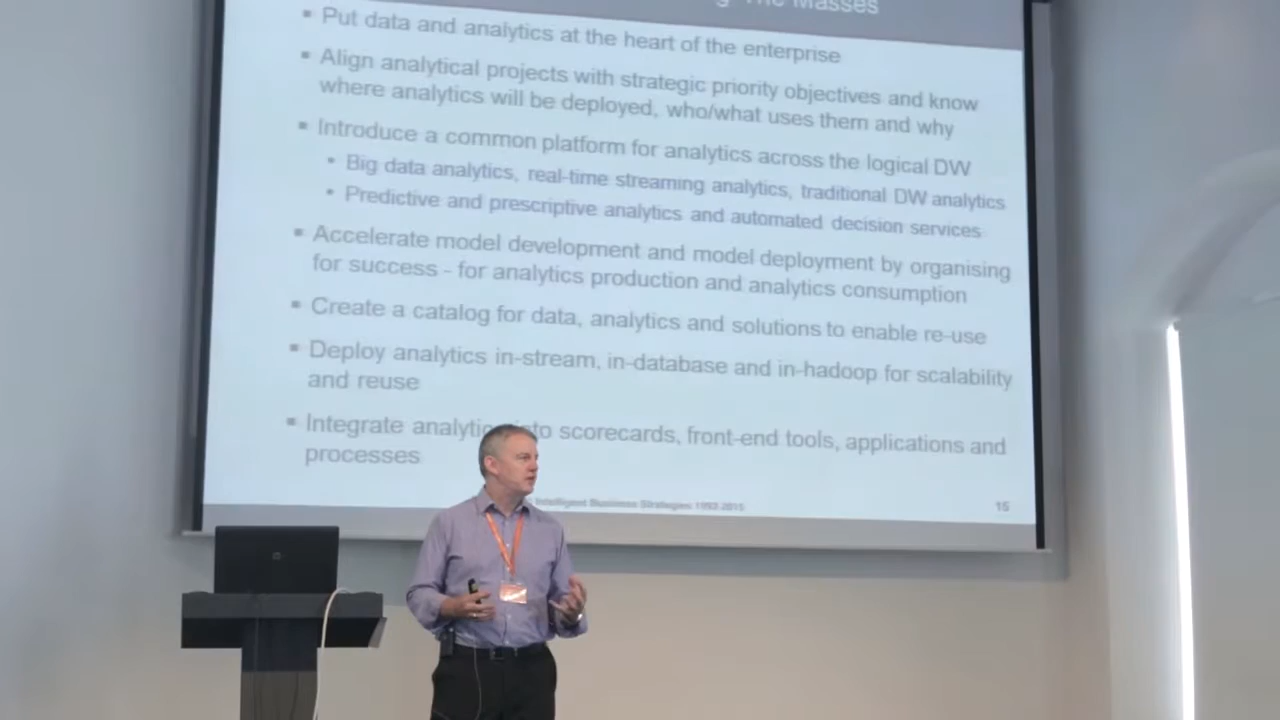 The Masses
▪ Put data and analytics at the heart of the enterprise
▪ Align analytical projects with strategic priority objectives and know
where analytics will be deployed, who/what uses them and why
▪ Introduce a common platform for analytics across the logical DW
• Big data analytics, real-time streaming analytics, traditional DW analytics
• Predictive and prescriptive analytics and automated decision services
▪ Accelerate model development and model deployment by organising
for success - for analytics production and analytics consumption
▪ Create a catalog for data, analytics and solutions to enable re-use
▪ Deploy analytics in-stream, in-database and in-hadoop for scalability
and reuse
▪ Integrate scorecards, front-end tools, applications and
processes
Intelligent Business Strategies 1992-2015
15